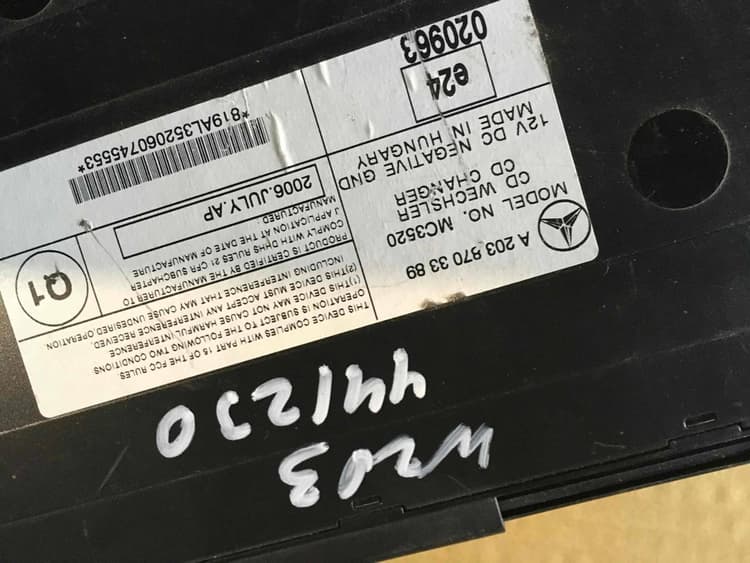 W203
441230
THIS DEVICE COMPLIES WITH PART 15 OF THE FCC RULES
OPERATION IS SUBJECT TO THE FOLLOWING TWO CONDITIONS
(1)THIS DEVICE MAY NOT CAUSE HARMFUL INTERFERENCE
(2)THIS DEVICE MUST ACCEPT ANY INTERFERENCE RECEIVED.
INCLUDING INTERFERENCE THAT MAY CAUSE UNDESIRED.OPERATION.
A 203 870 33 89
MODEL NO. MC3520
CD WECHSLER
CD CHANGER
12V DC NEGATIVE GND
MADE IN HUNGARY
e24
020963
PRODUCT IS CERTIFIED BY THE MANUFACTURER TO
COMPLY WITH DHHS RULES 21 CFR SUBCHAPTER
J APPLICATION AT THE DATE OF MANUFACTURE
MANUFACTURED:
2006.JULY.AP
Q1
*819AL352060745553*